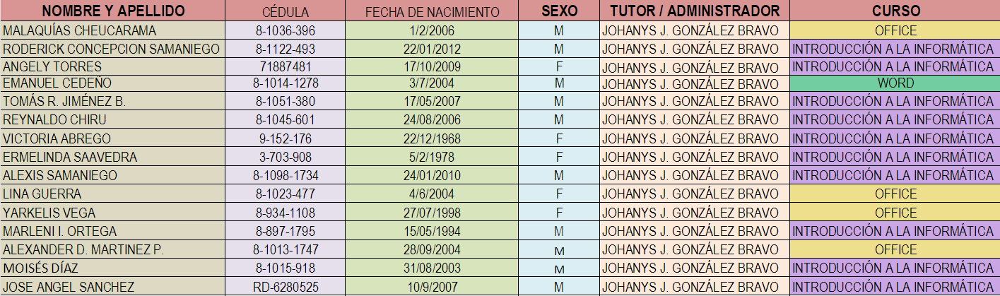 NOMBRE Y APELLIDO CÉDULA FECHA DE NACIMIENTO SEXO TUTOR / ADMINISTRADOR CURSO
MALAQUÍAS CHEUCARAMA 8-1036-396 1/2/2006 M JOHANYS J. GONZÁLEZ BRAVO OFFICE
RODERICK CONCEPCION SAMANIEGO 8-1122-493 22/01/2012 M JOHANYS J. GONZÁLEZ BRAVO INTRODUCCIÓN A LA INFORMÁTICA
ANGELY TORRES 71887481 17/10/2009 F JOHANYS J. GONZÁLEZ BRAVO INTRODUCCIÓN A LA INFORMÁTICA
EMANUEL CEDEÑO 8-1014-1278 3/7/2004 M JOHANYS J. GONZÁLEZ BRAVO WORD
TOMÁS R. JIMÉNEZ B. 8-1051-380 17/05/2007 M JOHANYS J. GONZÁLEZ BRAVO INTRODUCCIÓN A LA INFORMÁTICA
REYNALDO CHIRU 8-1045-601 24/08/2006 M JOHANYS J. GONZÁLEZ BRAVO INTRODUCCIÓN A LA INFORMÁTICA
VICTORIA ABREGO 9-152-176 22/12/1968 F JOHANYS J. GONZÁLEZ BRAVO INTRODUCCIÓN A LA INFORMÁTICA
ERMELINDA SAAVEDRA 3-703-908 5/2/1978 F JOHANYS J. GONZÁLEZ BRAVO INTRODUCCIÓN A LA INFORMÁTICA
ALEXIS SAMANIEGO 8-1098-1734 24/01/2010 M JOHANYS J. GONZÁLEZ BRAVO INTRODUCCIÓN A LA INFORMÁTICA
LINA GUERRA 8-1023-477 4/6/2004 F JOHANYS J. GONZÁLEZ BRAVO OFFICE
YARKELIS VEGA 8-934-1108 27/07/1998 F JOHANYS J. GONZÁLEZ BRAVO OFFICE
MARLENI I. ORTEGA 8-897-1795 15/05/1994 M JOHANYS J. GONZÁLEZ BRAVO INTRODUCCIÓN A LA INFORMÁTICA
ALEXANDER D. MARTINEZ P. 8-1013-1747 28/09/2004 M JOHANYS J. GONZÁLEZ BRAVO OFFICE
MOISÉS DÍAZ 8-1015-918 31/08/2003 M JOHANYS J. GONZÁLEZ BRAVO INTRODUCCIÓN A LA INFORMÁTICA
JOSE ANGEL SANCHEZ RD-6280525 10/9/2007 M JOHANYS J. GONZÁLEZ BRAVO INTRODUCCIÓN A LA INFORMÁTICA